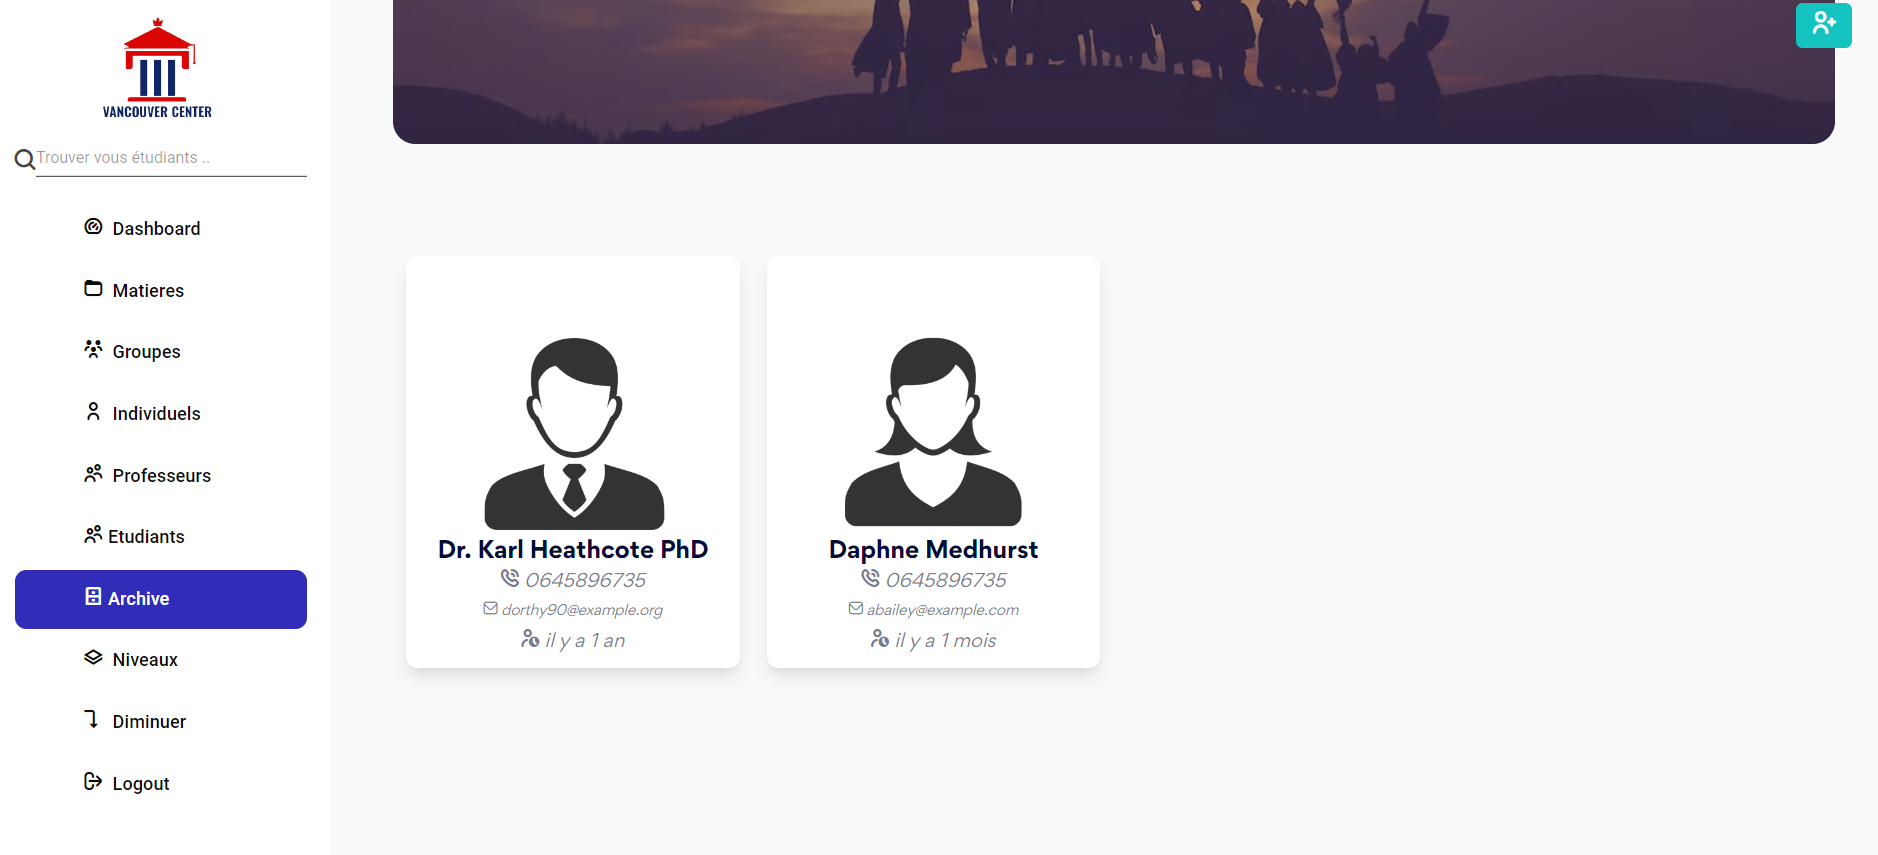 VANCOUVER CENTER
Trouver vous étudiants ..
Dashboard
Matieres
Groupes
Individuels
Professeurs
Etudiants
Archive
Niveaux
Diminuer
Logout
Dr. Karl Heathcote PhD
0645896735
dorthy90@example.org
il y a 1 an
Daphne Medhurst
0645896735
abailey@example.com
il y a 1 mois